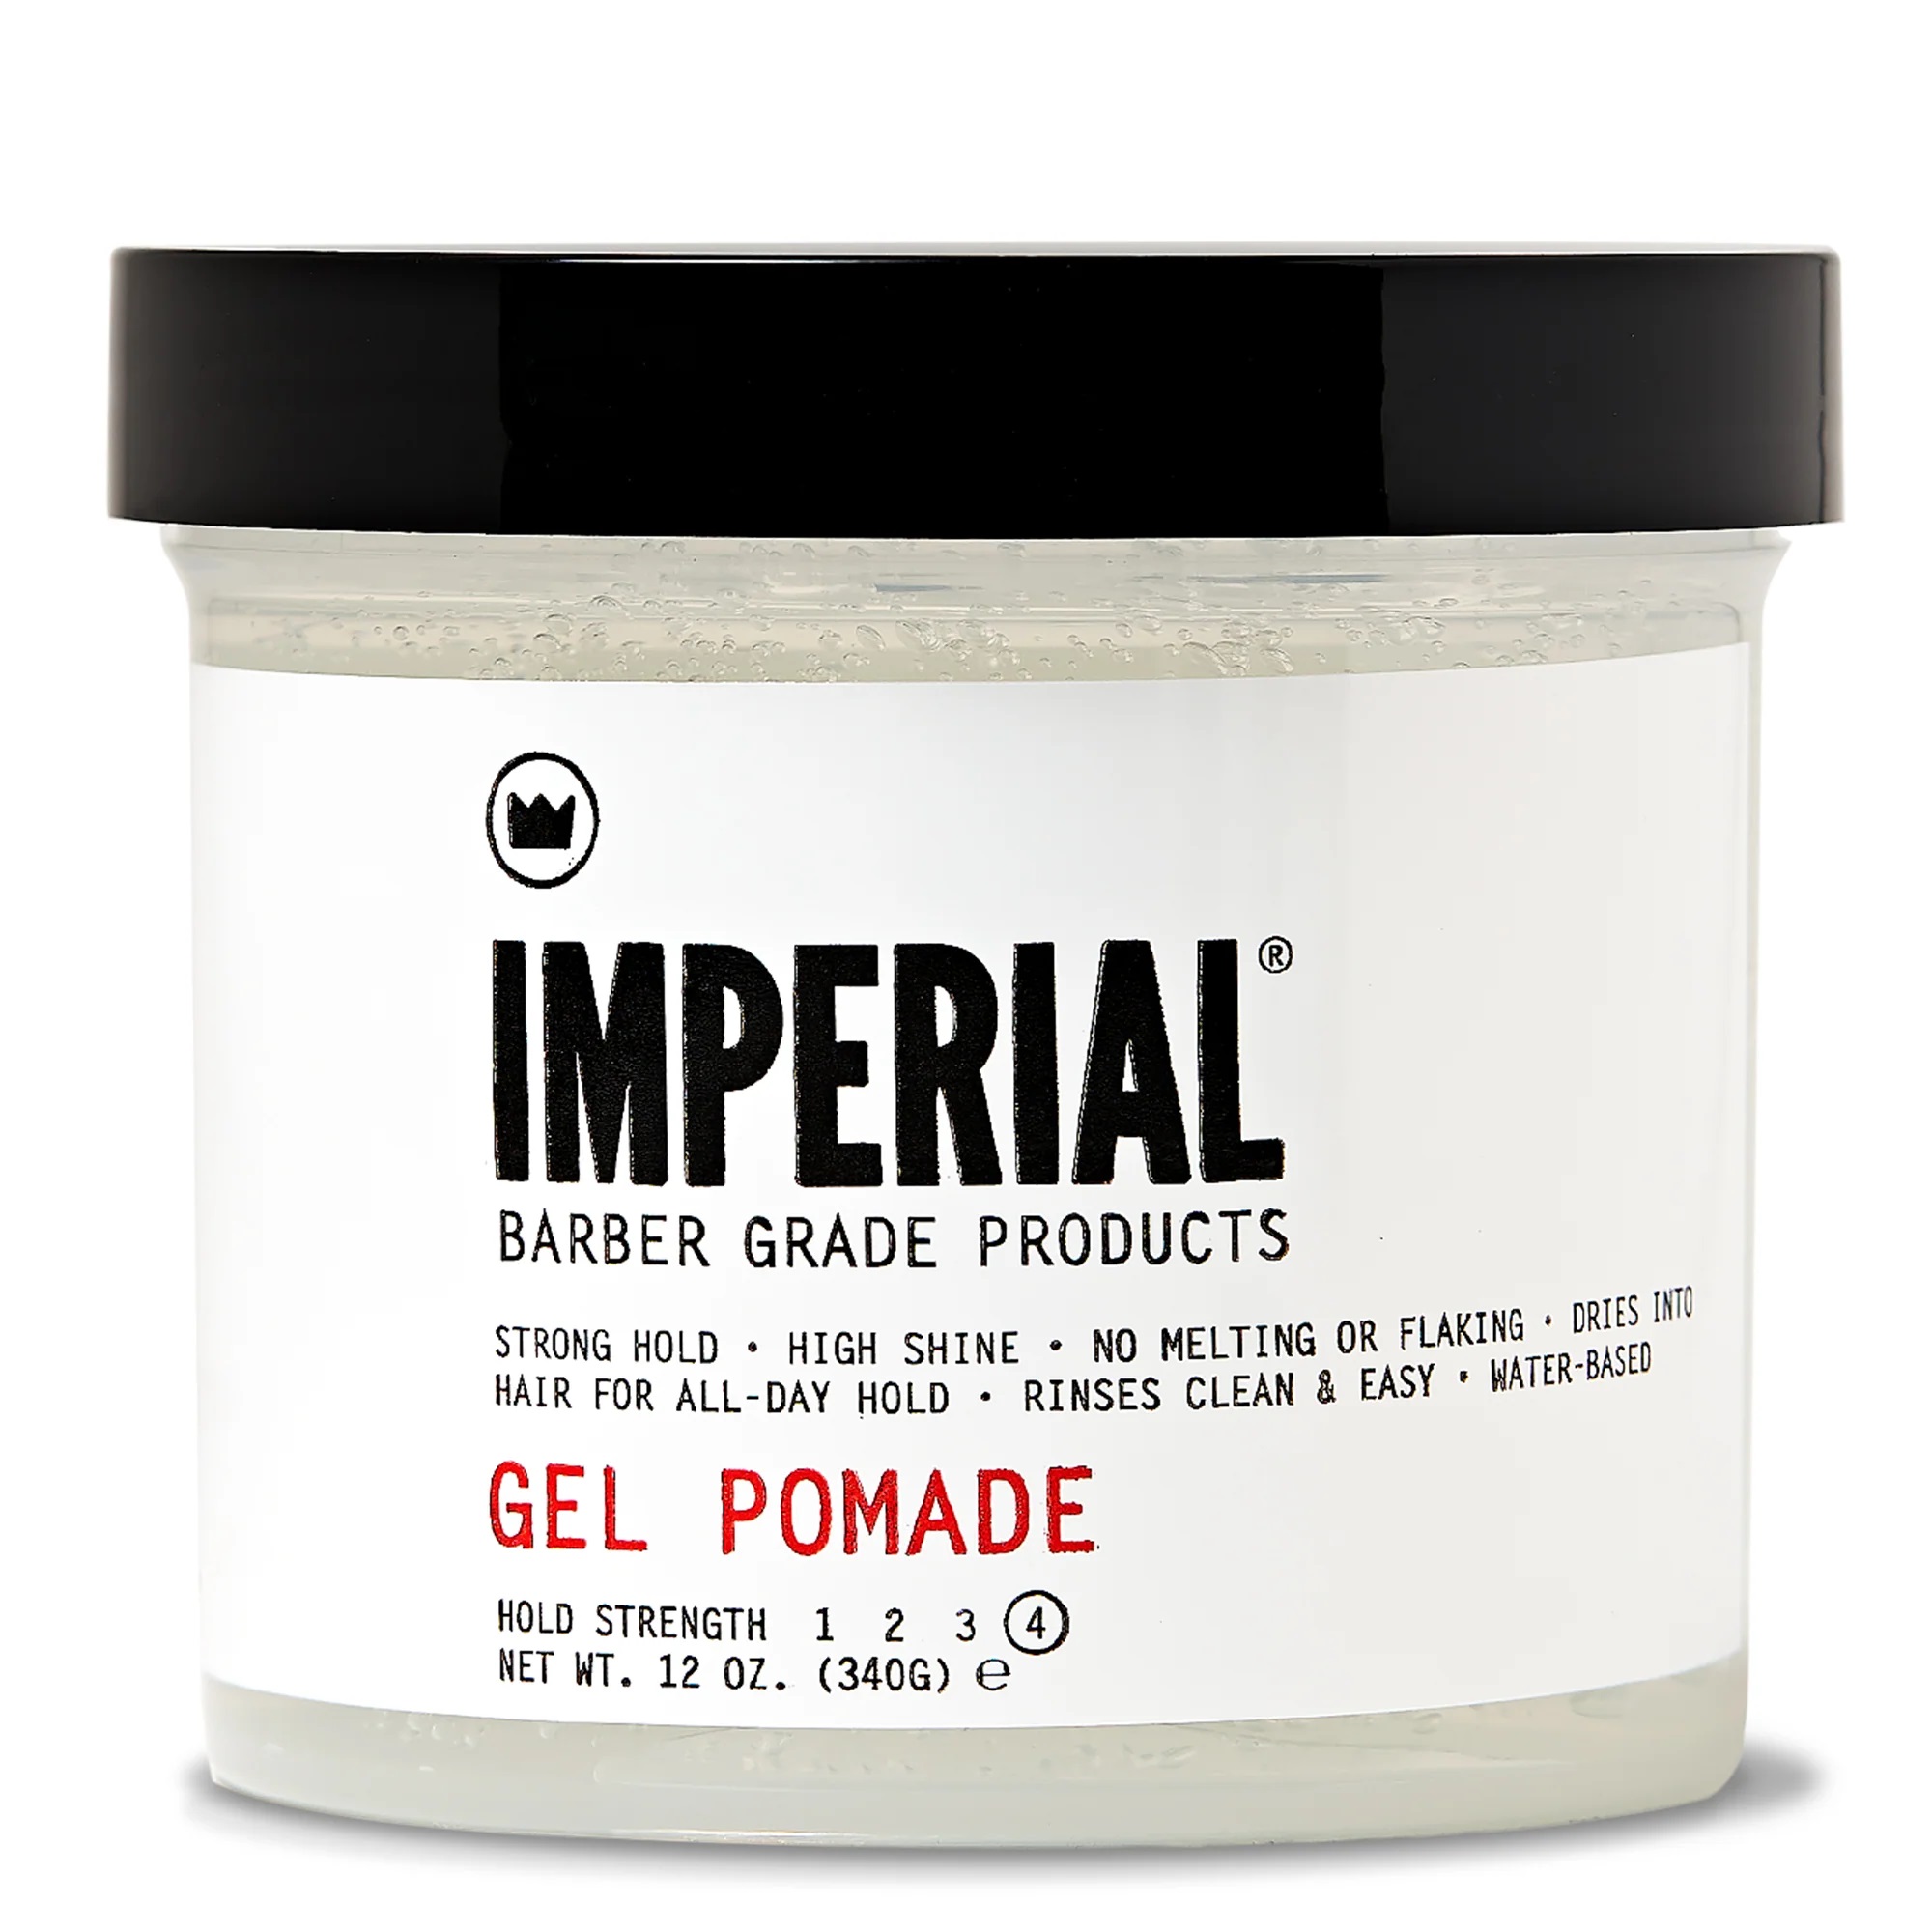 IMPERIAL®
BARBER GRADE PRODUCTS
STRONG HOLD • HIGH SHINE • NO MELTING OR FLAKING • DRIES INTO
HAIR FOR ALL-DAY HOLD • RINSES CLEAN & EASY • WATER-BASED
GEL POMADE
HOLD STRENGTH 1 2 3 4
NET WT. 12 OZ. (340G) ℮